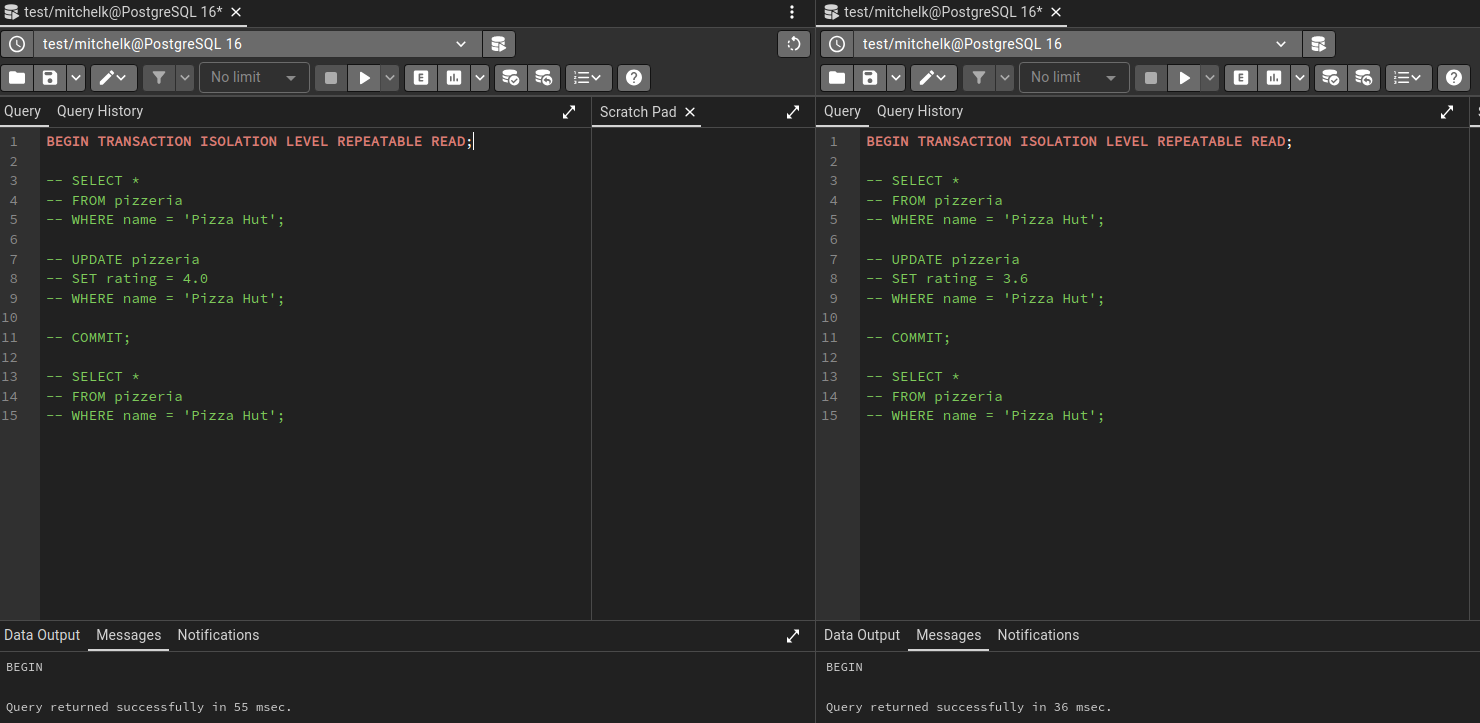 test/mitchelk@PostgreSQL 16*
test/mitchelk@PostgreSQL 16
No limit
E
Query
Query History
Scratch Pad
1 BEGIN TRANSACTION ISOLATION LEVEL REPEATABLE READ;
2
3 -- SELECT *
4 -- FROM pizzeria
5 -- WHERE name = 'Pizza Hut';
6
7 -- UPDATE pizzeria
8 -- SET rating = 4.0
9 -- WHERE name = 'Pizza Hut';
10
11 -- COMMIT;
12
13 -- SELECT *
14 -- FROM pizzeria
15 -- WHERE name = 'Pizza Hut';
Data Output Messages Notifications
BEGIN
Query returned successfully in 55 msec.
test/mitchelk@PostgreSQL 16*
test/mitchelk@PostgreSQL 16
No limit
E
Query
Query History
1 BEGIN TRANSACTION ISOLATION LEVEL REPEATABLE READ;
2
3 -- SELECT *
4 -- FROM pizzeria
5 -- WHERE name = 'Pizza Hut';
6
7 -- UPDATE pizzeria
8 -- SET rating = 3.6
9 -- WHERE name = 'Pizza Hut';
10
11 -- COMMIT;
12
13 -- SELECT *
14 -- FROM pizzeria
15 -- WHERE name = 'Pizza Hut';
Data Output Messages Notifications
BEGIN
Query returned successfully in 36 msec.